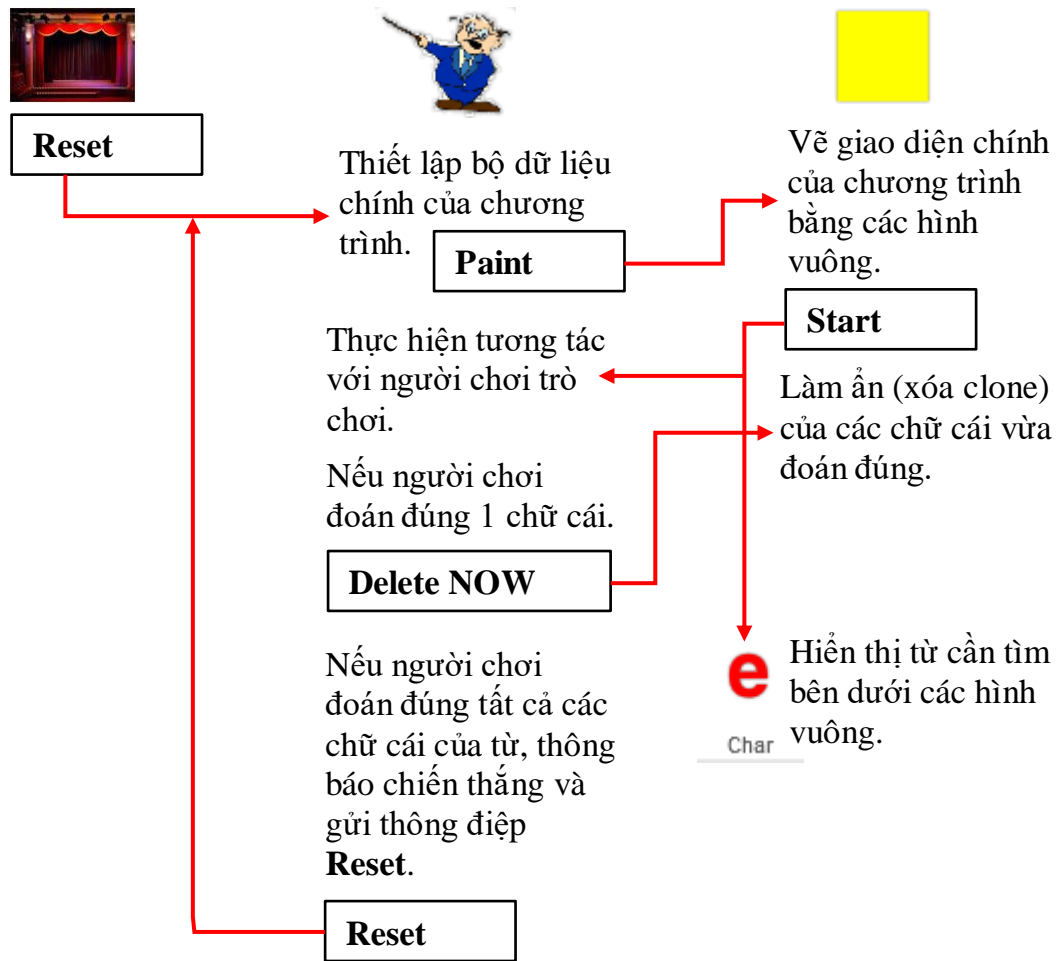 Reset
Thiết lập bộ dữ liệu
chính của chương
trình.
Paint
Vẽ giao diện chính
của chương trình
bằng các hình
vuông.
Start
Thực hiện tương tác
với người chơi trò
chơi.
Làm ẩn (xóa clone)
của các chữ cái vừa
đoán đúng.
Nếu người chơi
đoán đúng 1 chữ cái.
Delete NOW
Nếu người chơi
đoán đúng tất cả các
chữ cái của từ, thông
báo chiến thắng và
gửi thông điệp
Reset.
e
Char
Hiển thị từ cần tìm
bên dưới các hình
vuông.
Reset